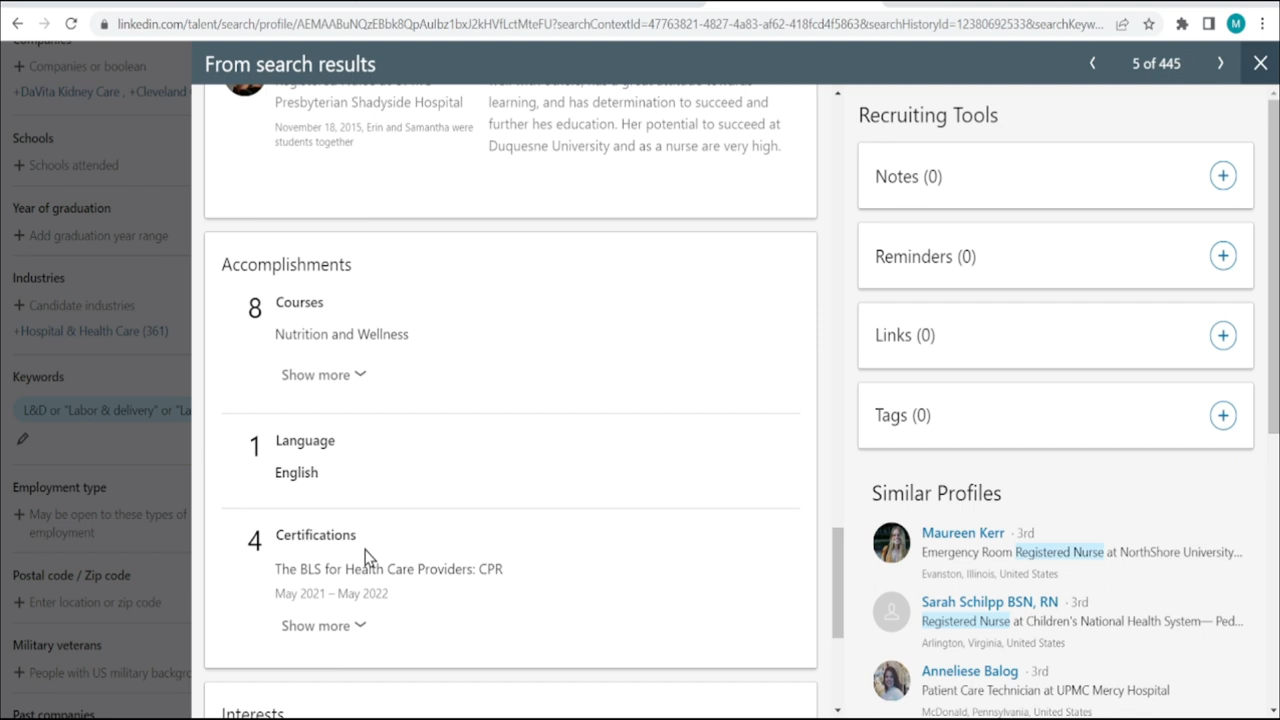 linkedin.com/talent/search/profile/AEMAABuNQzEBbk8QpAulbz1bxJ2kHVfLctMteFU?searchContextId=47763821-4827-4a83-af62-418fcd4f5863&searchHistoryId=12380692533&searchKeyw...
M
Companies
+ Companies or boolean
+DaVita Kidney Care , +Cleveland
Schools
+ Schools attended
Year of graduation
+ Add graduation year range
Industries
+ Candidate industries
+Hospital & Health Care (361)
Keywords
L&D or "Labor & delivery" or "La
Employment type
+ May be open to these types of
employment
Postal code / Zip code
+ Enter location or zip code
Military veterans
+ People with US military backgro
Past companies
From search results
5 of 445
Presbyterian Shadyside Hospital
November 18, 2015, Erin and Samantha were
students together
learning, and has determination to succeed and
further hes education. Her potential to succeed at
Duquesne University and as a nurse are very high.
Accomplishments
8 Courses
Nutrition and Wellness
Show more
1 Language
English
4 Certifications
The BLS for Health Care Providers: CPR
May 2021 – May 2022
Show more
Interests
Recruiting Tools
Notes (0)
Reminders (0)
Links (0)
Tags (0)
Similar Profiles
Maureen Kerr · 3rd
Emergency Room Registered Nurse at NorthShore University...
Evanston, Illinois, United States
Sarah Schilpp BSN, RN · 3rd
Registered Nurse at Children's National Health System— Ped...
Arlington, Virginia, United States
Anneliese Balog · 3rd
Patient Care Technician at UPMC Mercy Hospital
McDonald, Pennsylvania, United States